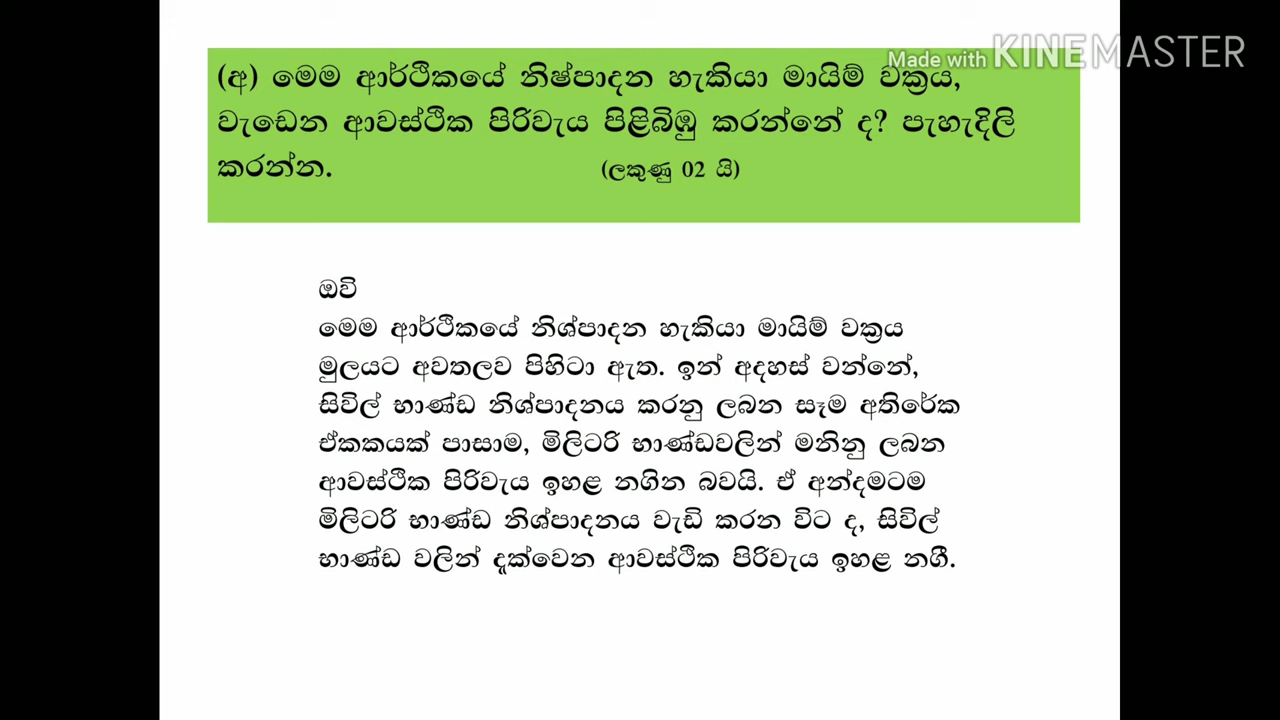 Made with KINEMASTER
(අ) මෙම ආර්ථිකයේ නිෂ්පාදන හැකියා මායිම් වක්‍රය,
වැඩෙන ආවස්ථික පිරිවැය පිළිබිඹු කරන්නේ ද? පැහැදිලි
කරන්න. (ලකුණු 02 යි)
ඔව්
මෙම ආර්ථිකයේ නිශ්පාදන හැකියා මායිම් වක්‍රය
මුලයට අවතලව පිහිටා ඇත. ඉන් අදහස් වන්නේ,
සිවිල් භාණ්ඩ නිශ්පාදනය කරනු ලබන සෑම අතිරේක
ඒකකයක් පාසාම, මිලිටරි භාණ්ඩවලින් මනිනු ලබන
ආවස්ථික පිරිවැය ඉහළ නගින බවයි. ඒ අන්දමටම
මිලිටරි භාණ්ඩ නිශ්පාදනය වැඩි කරන විට ද, සිවිල්
භාණ්ඩ වලින් දැක්වෙන ආවස්ථික පිරිවැය ඉහළ නගී.